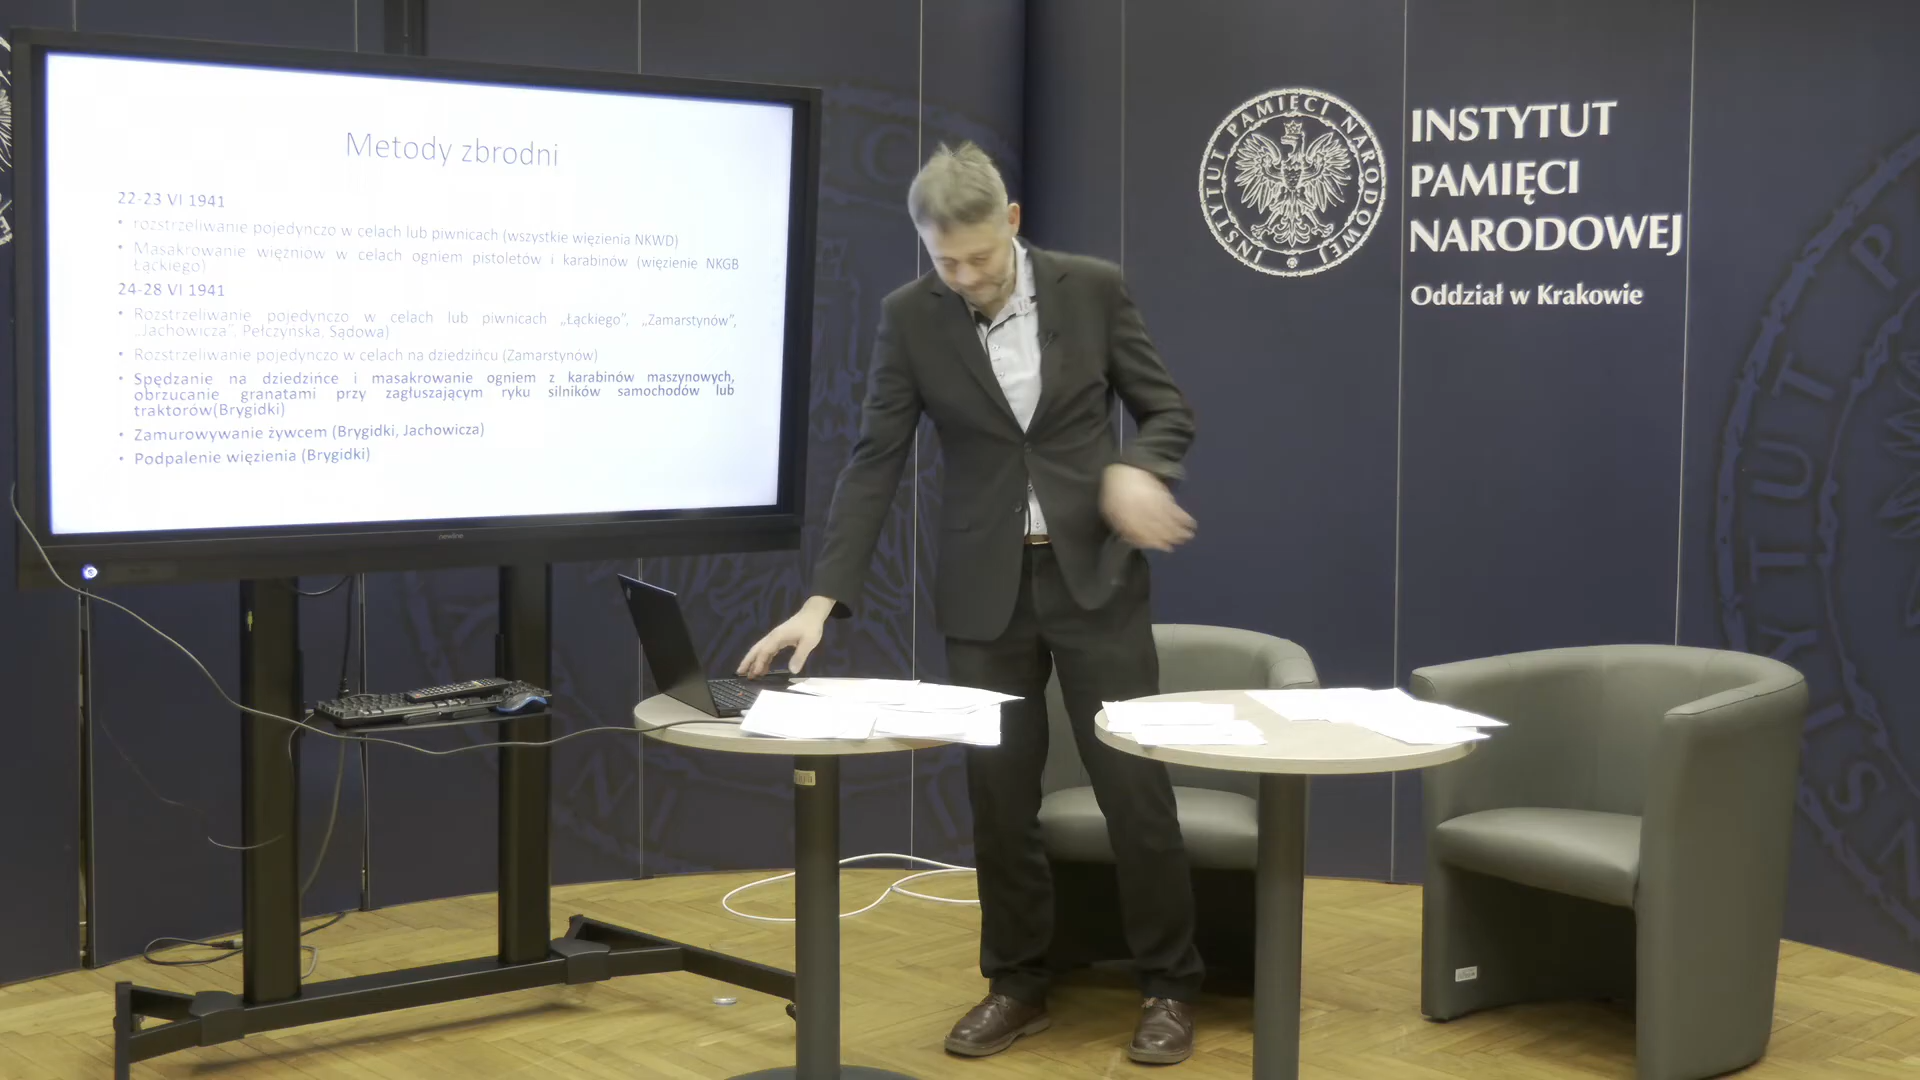 Metody zbrodni
22-23 VI 1941
• rozstrzeliwanie pojedynczo w celach lub piwnicach (wszystkie więzienia NKWD)
• Masakrowanie więźniów w celach ogniem pistoletów i karabinów (więzienie NKGB
Łąckiego)
24-28 VI 1941
• Rozstrzeliwanie pojedynczo w celach lub piwnicach „Łąckiego”, „Zamarstynów”,
„Jachowicza”, Pełczyńska, Sądowa)
• Rozstrzeliwanie pojedynczo w celach na dziedzińcu (Zamarstynów)
• Spędzanie na dziedzińce i masakrowanie ogniem z karabinów maszynowych,
obrzucanie granatami przy zagłuszającym ryku silników samochodów lub
traktorów(Brygidki)
• Zamurowywanie żywcem (Brygidki, Jachowicza)
• Podpalenie więzienia (Brygidki)
newline
INSTYTUT PAMIĘCI NARODOWEJ
INSTYTUT
PAMIĘCI
NARODOWEJ
Oddział w Krakowie